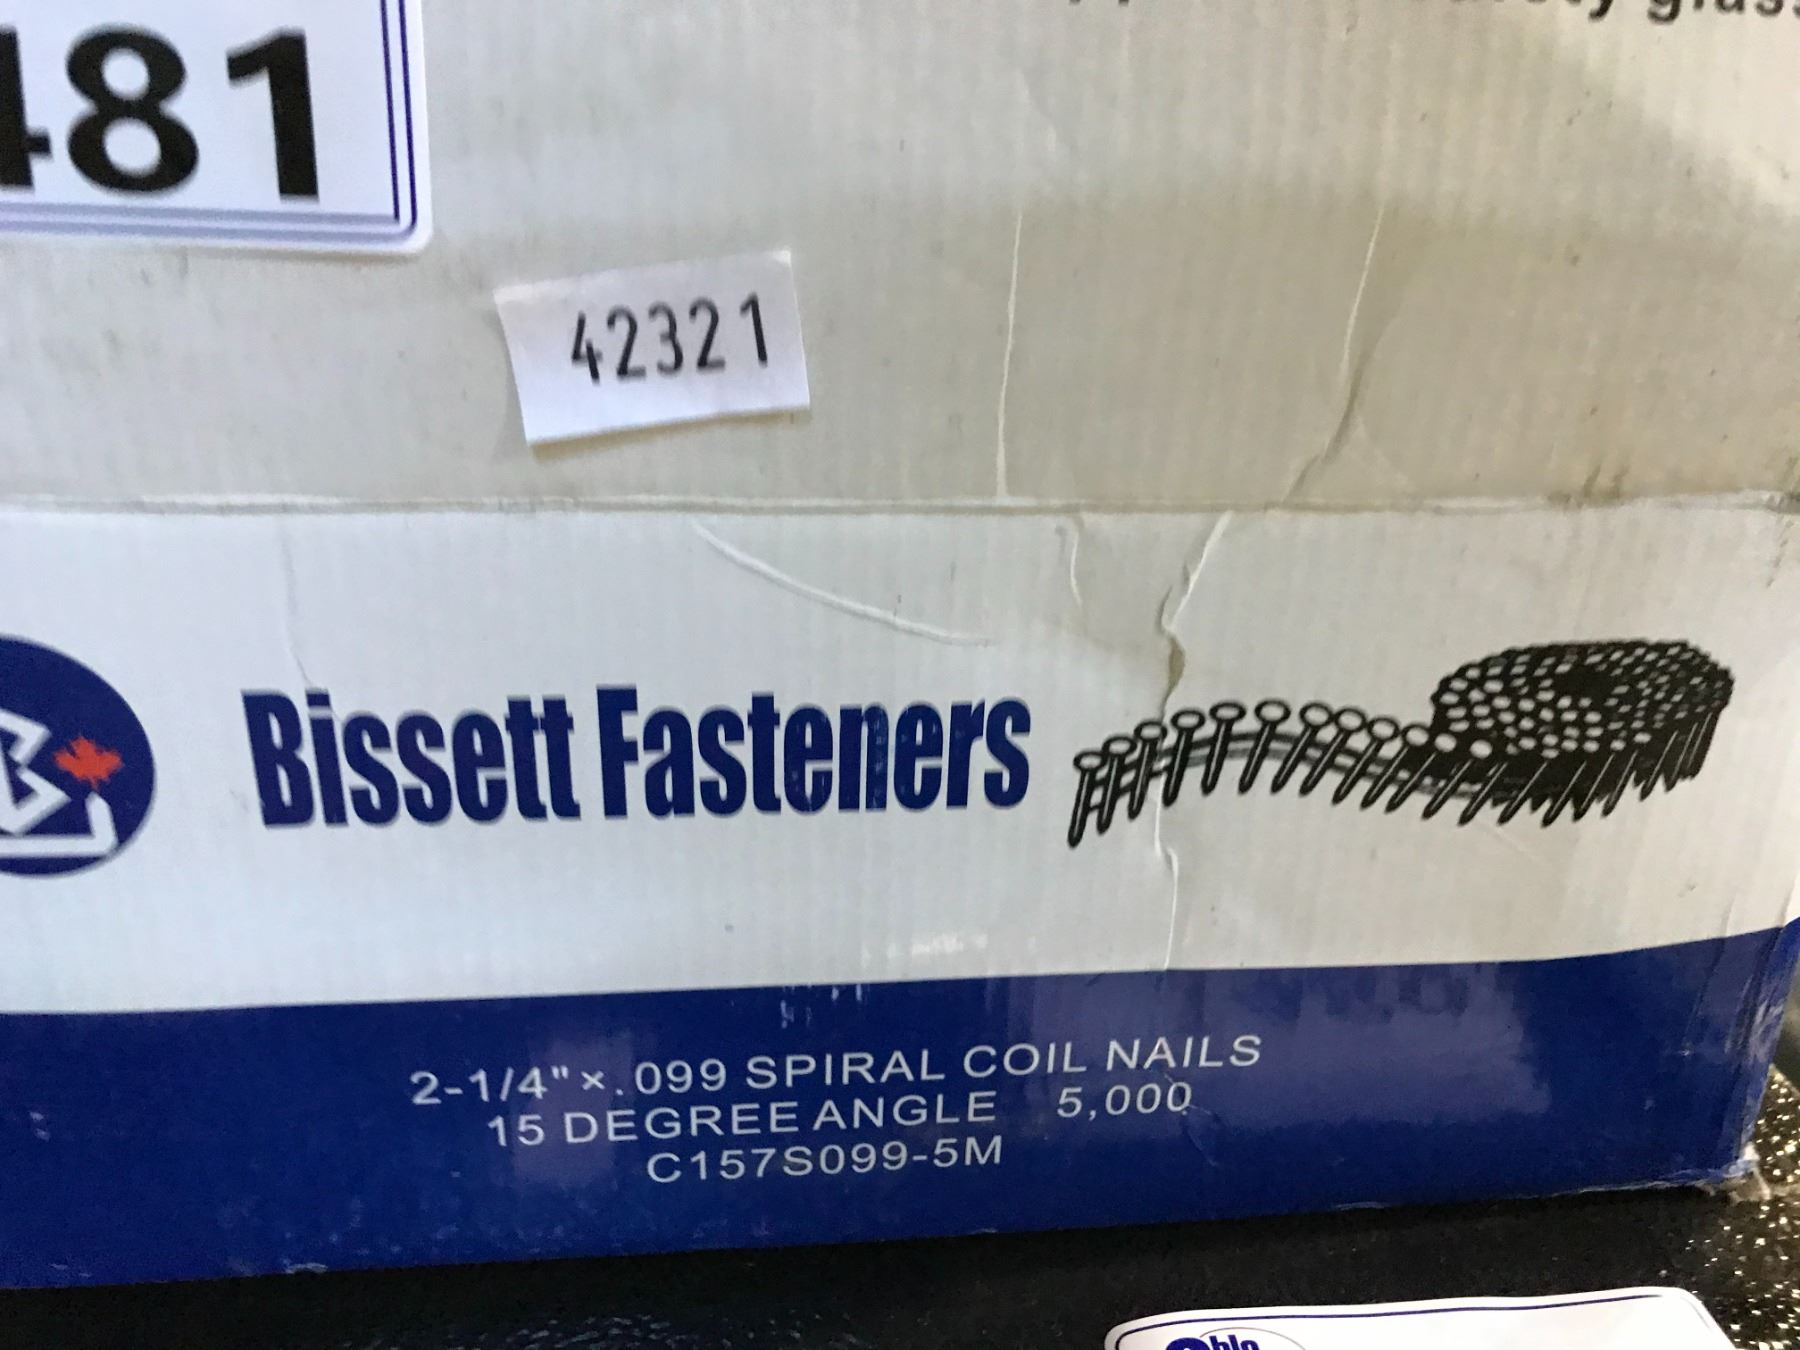 481
42321
Bissett Fasteners
2-1/4"×.099 SPIRAL COIL NAILS
15 DEGREE ANGLE 5,000
C157S099-5M